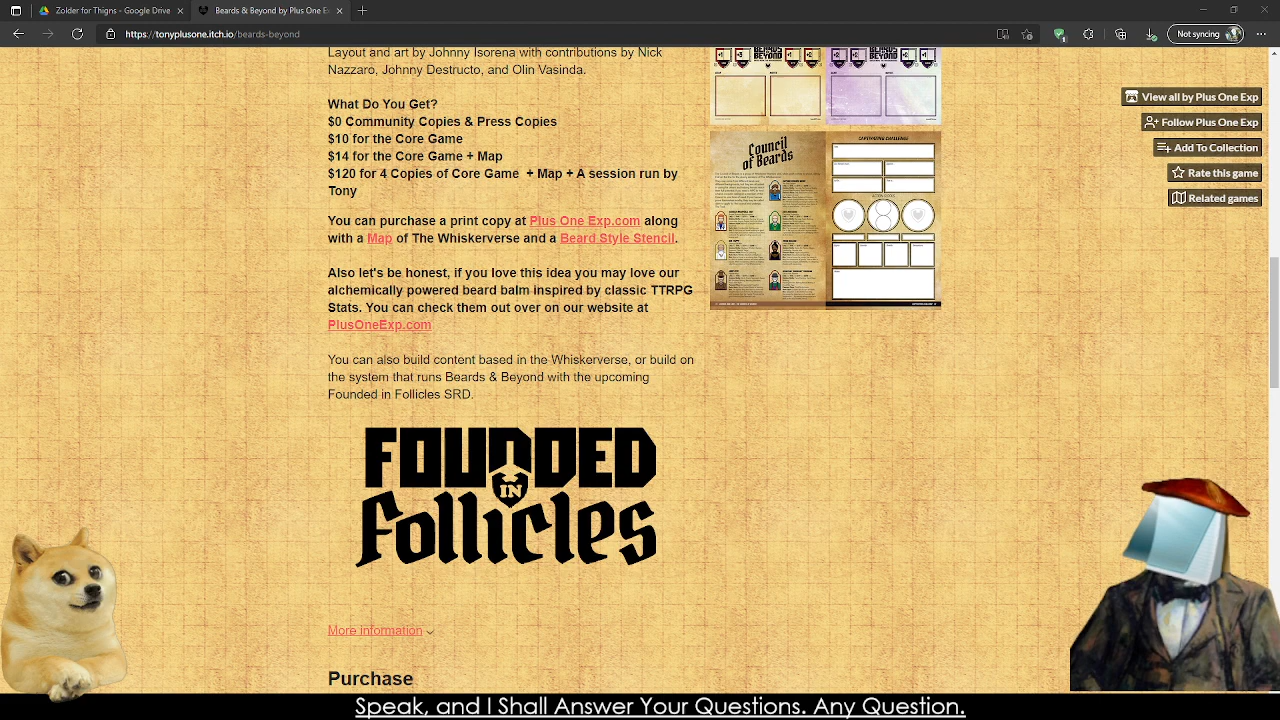 Zolder for Thigns - Google Drive
Beards & Beyond by Plus One E
https://tonyplusone.itch.io/beards-beyond
Not syncing
Layout and art by Johnny Isorena with contributions by Nick
Nazzaro, Johnny Destructo, and Olin Vasinda.
What Do You Get?
$0 Community Copies & Press Copies
$10 for the Core Game
$14 for the Core Game + Map
$120 for 4 Copies of Core Game + Map + A session run by
Tony
You can purchase a print copy at Plus One Exp.com along
with a Map of The Whiskerverse and a Beard Style Stencil.
Also let's be honest, if you love this idea you may love our
alchemically powered beard balm inspired by classic TTRPG
Stats. You can check them out over on our website at
PlusOneExp.com
You can also build content based in the Whiskerverse, or build on
the system that runs Beards & Beyond with the upcoming
Founded in Follicles SRD.
FOUNDED
IN
Follicles
More information
Purchase
BEYOND
BEYOND
Council
of Beards
CAPTIVATING CHALLENGE
View all by Plus One Exp
Follow Plus One Exp
Add To Collection
Rate this game
Related games
Speak, and I Shall Answer Your Questions. Any Question.